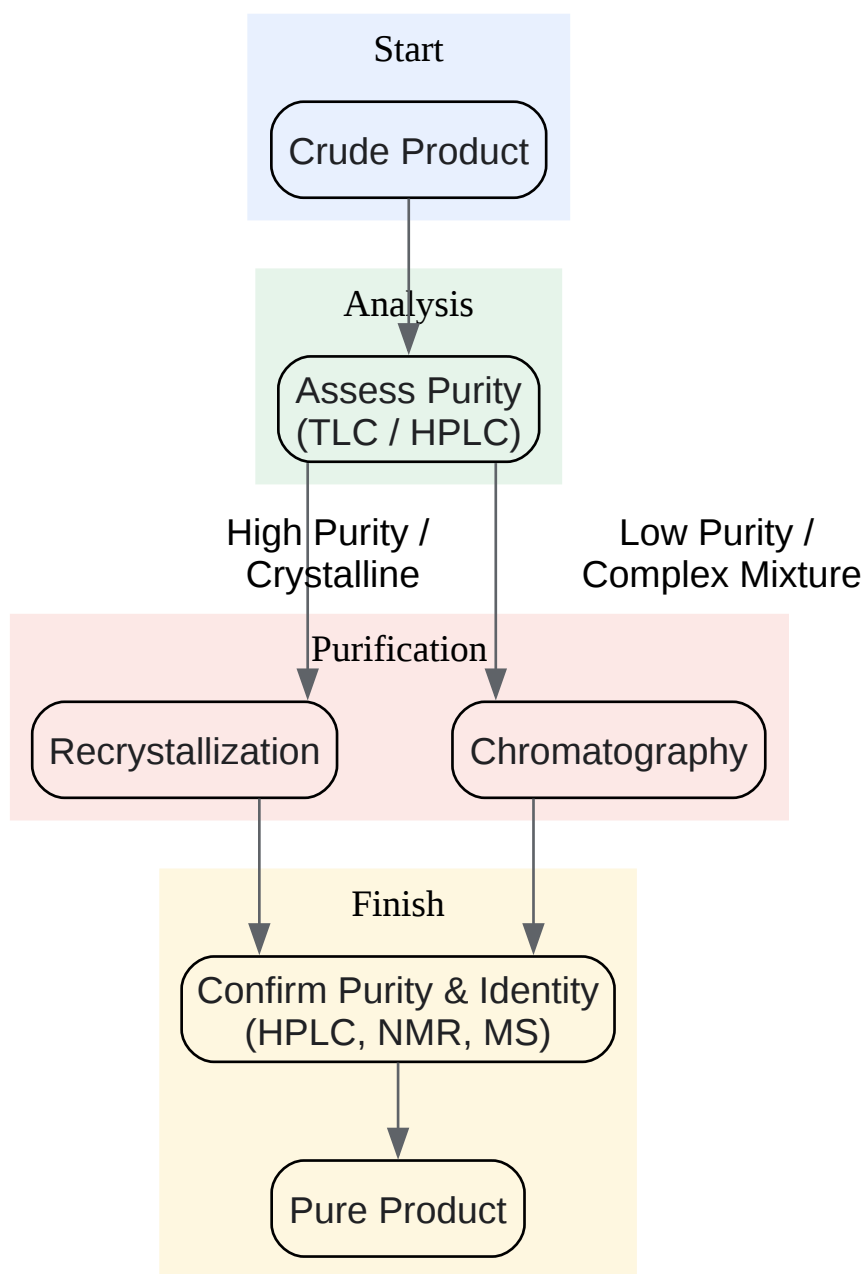 Start
Crude Product
Analysis
Assess Purity
(TLC / HPLC)
High Purity /
Crystalline
Low Purity /
Complex Mixture
Purification
Recrystallization
Chromatography
Finish
Confirm Purity & Identity
(HPLC, NMR, MS)
Pure Product